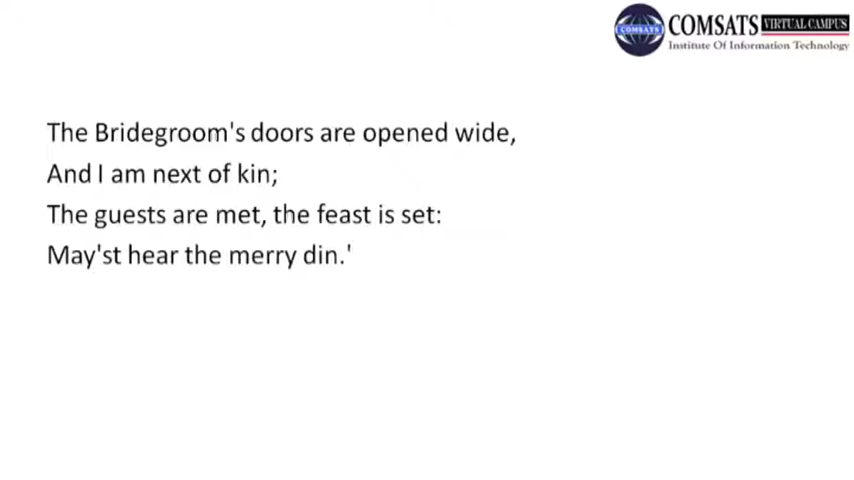 COMSATS VIRTUAL CAMPUS
Institute Of Information Technology
COMSATS
The Bridegroom's doors are opened wide,
And I am next of kin;
The guests are met, the feast is set:
May'st hear the merry din.'